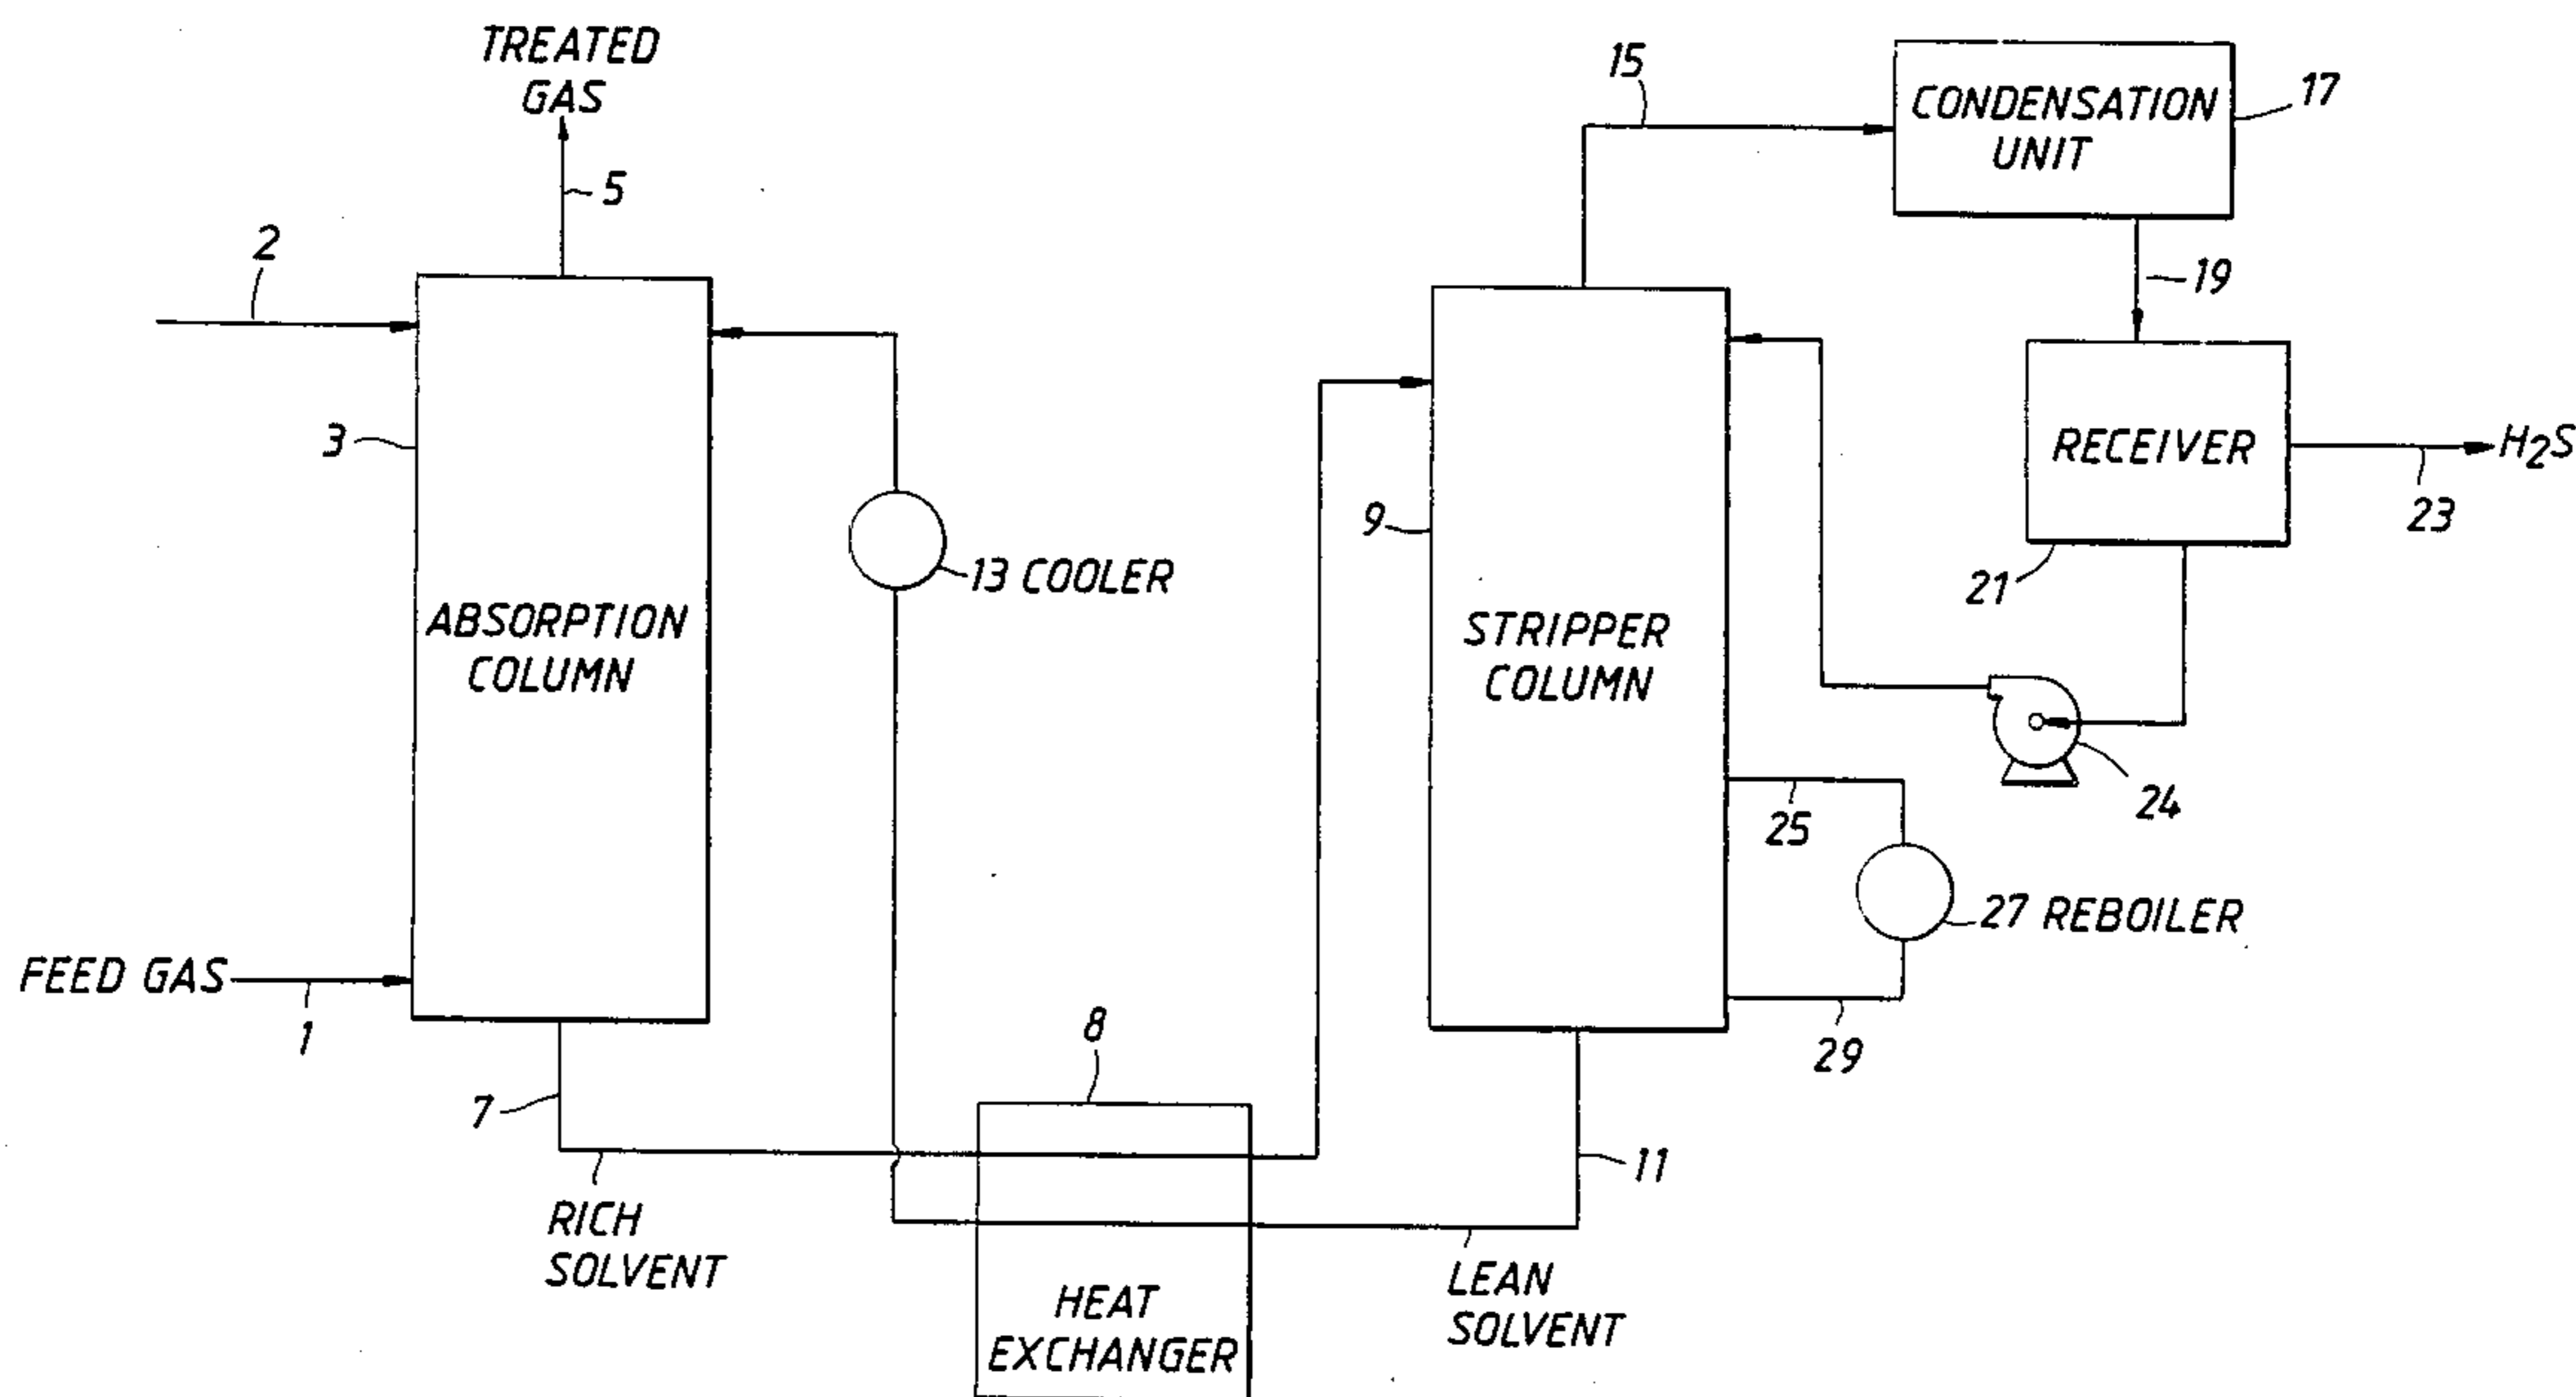 TREATED
GAS
5
2
3
ABSORPTION
COLUMN
FEED GAS
1
7
RICH
SOLVENT
13 COOLER
8
HEAT
EXCHANGER
LEAN
SOLVENT
11
9
STRIPPER
COLUMN
15
CONDENSATION
UNIT
17
19
RECEIVER
21
H2S
23
24
25
27 REBOILER
29